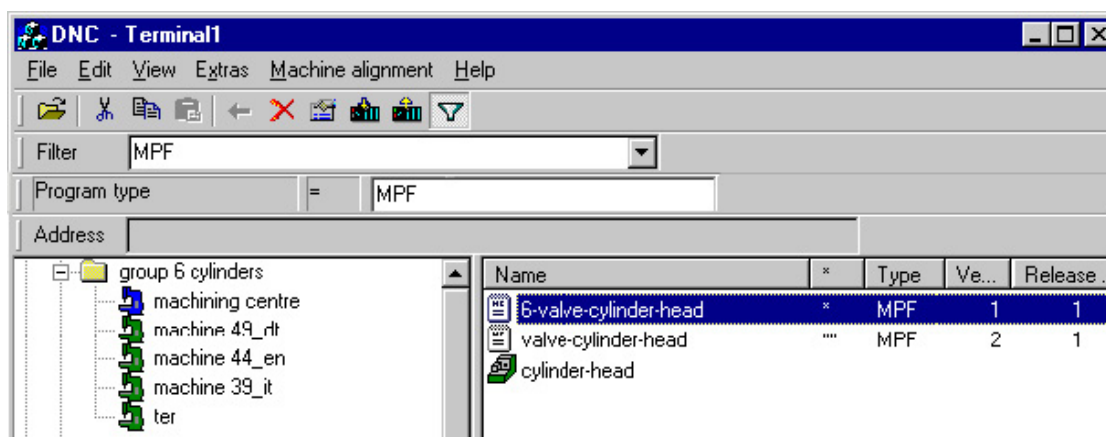 DNC - Terminal1
File Edit View Extras Machine alignment Help
Filter MPF
Program type = MPF
Address
group 6 cylinders
machining centre
machine 49_dt
machine 44_en
machine 39_it
ter
Name * Type Ve... Release .
6-valve-cylinder-head * MPF 1 1
valve-cylinder-head "" MPF 2 1
cylinder-head